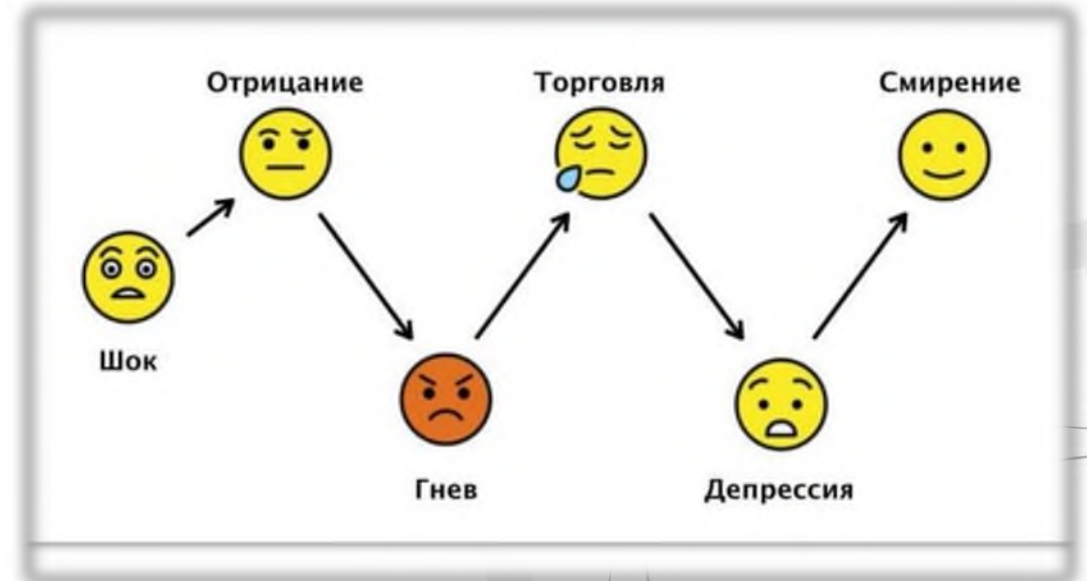 Отрицание
Торговля
Смирение
Шок
Гнев
Депрессия